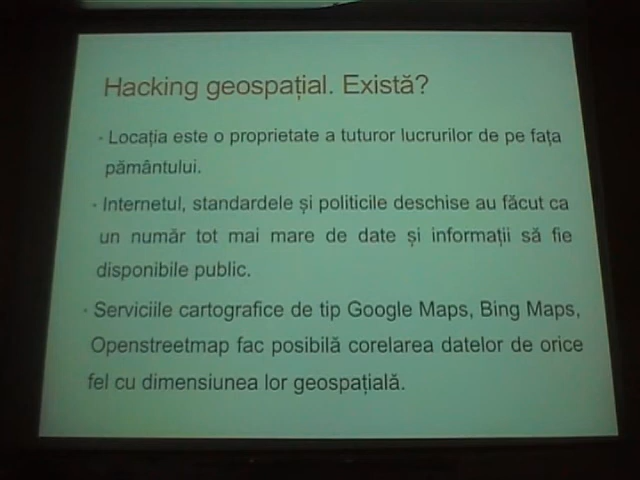 Hacking geospațial. Există?
- Locația este o proprietate a tuturor lucrurilor de pe fața
pământului.
- Internetul, standardele și politicile deschise au făcut ca
un număr tot mai mare de date și informații să fie
disponibile public.
- Serviciile cartografice de tip Google Maps, Bing Maps,
Openstreetmap fac posibilă corelarea datelor de orice
fel cu dimensiunea lor geospațială.